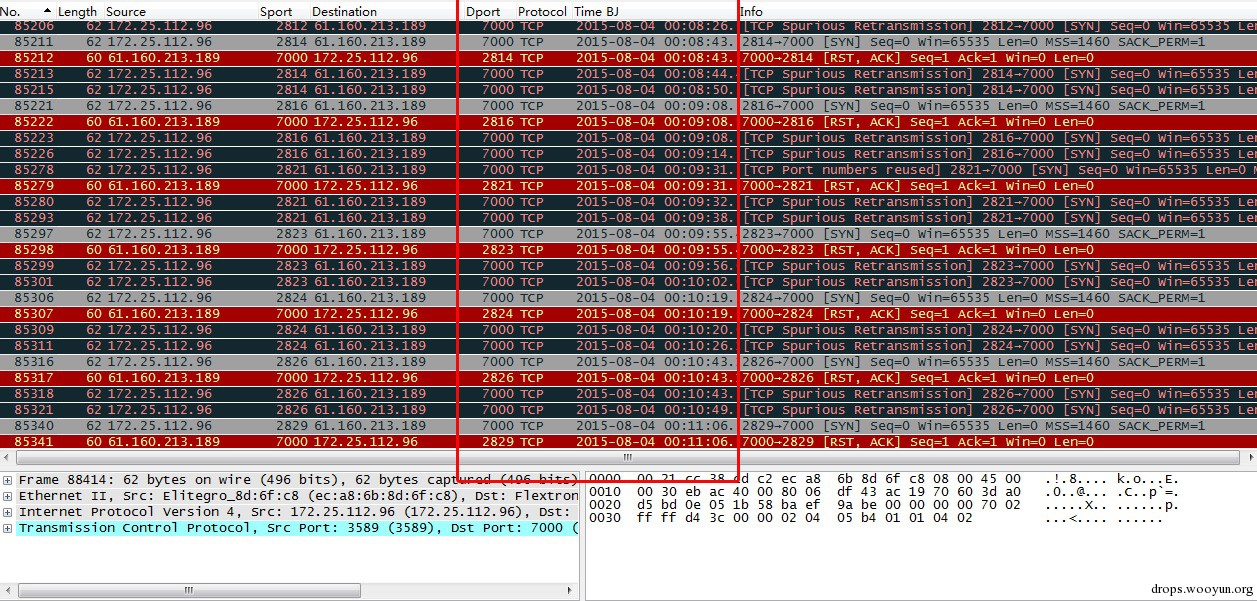 No. Length Source Sport Destination Dport Protocol Time BJ Info
85206 62 172.25.112.96 2812 61.160.213.189 7000 TCP 2015-08-04 00:08:26. [TCP Spurious Retransmission] 2812→7000 [SYN] Seq=0 Win=65535 Len
85211 62 172.25.112.96 2814 61.160.213.189 7000 TCP 2015-08-04 00:08:43. 2814→7000 [SYN] Seq=0 Win=65535 Len=0 MSS=1460 SACK_PERM=1
85212 60 61.160.213.189 7000 172.25.112.96 2814 TCP 2015-08-04 00:08:43. 7000→2814 [RST, ACK] Seq=1 Ack=1 Win=0 Len=0
85213 62 172.25.112.96 2814 61.160.213.189 7000 TCP 2015-08-04 00:08:44. [TCP Spurious Retransmission] 2814→7000 [SYN] Seq=0 Win=65535 Len
85215 62 172.25.112.96 2814 61.160.213.189 7000 TCP 2015-08-04 00:08:50. [TCP Spurious Retransmission] 2814→7000 [SYN] Seq=0 Win=65535 Len
85221 62 172.25.112.96 2816 61.160.213.189 7000 TCP 2015-08-04 00:09:08. 2816→7000 [SYN] Seq=0 Win=65535 Len=0 MSS=1460 SACK_PERM=1
85222 60 61.160.213.189 7000 172.25.112.96 2816 TCP 2015-08-04 00:09:08. 7000→2816 [RST, ACK] Seq=1 Ack=1 Win=0 Len=0
85223 62 172.25.112.96 2816 61.160.213.189 7000 TCP 2015-08-04 00:09:08. [TCP Spurious Retransmission] 2816→7000 [SYN] Seq=0 Win=65535 Len
85226 62 172.25.112.96 2816 61.160.213.189 7000 TCP 2015-08-04 00:09:14. [TCP Spurious Retransmission] 2816→7000 [SYN] Seq=0 Win=65535 Len
85278 62 172.25.112.96 2821 61.160.213.189 7000 TCP 2015-08-04 00:09:31. [TCP Port numbers reused] 2821→7000 [SYN] Seq=0 Win=65535 Len=0 M
85279 60 61.160.213.189 7000 172.25.112.96 2821 TCP 2015-08-04 00:09:31. 7000→2821 [RST, ACK] Seq=1 Ack=1 Win=0 Len=0
85280 62 172.25.112.96 2821 61.160.213.189 7000 TCP 2015-08-04 00:09:32. [TCP Spurious Retransmission] 2821→7000 [SYN] Seq=0 Win=65535 Len
85293 62 172.25.112.96 2821 61.160.213.189 7000 TCP 2015-08-04 00:09:38. [TCP Spurious Retransmission] 2821→7000 [SYN] Seq=0 Win=65535 Len
85297 62 172.25.112.96 2823 61.160.213.189 7000 TCP 2015-08-04 00:09:55. 2823→7000 [SYN] Seq=0 Win=65535 Len=0 MSS=1460 SACK_PERM=1
85298 60 61.160.213.189 7000 172.25.112.96 2823 TCP 2015-08-04 00:09:55. 7000→2823 [RST, ACK] Seq=1 Ack=1 Win=0 Len=0
85299 62 172.25.112.96 2823 61.160.213.189 7000 TCP 2015-08-04 00:09:56. [TCP Spurious Retransmission] 2823→7000 [SYN] Seq=0 Win=65535 Len
85301 62 172.25.112.96 2823 61.160.213.189 7000 TCP 2015-08-04 00:10:02. [TCP Spurious Retransmission] 2823→7000 [SYN] Seq=0 Win=65535 Len
85306 62 172.25.112.96 2824 61.160.213.189 7000 TCP 2015-08-04 00:10:19. 2824→7000 [SYN] Seq=0 Win=65535 Len=0 MSS=1460 SACK_PERM=1
85307 60 61.160.213.189 7000 172.25.112.96 2824 TCP 2015-08-04 00:10:19. 7000→2824 [RST, ACK] Seq=1 Ack=1 Win=0 Len=0
85309 62 172.25.112.96 2824 61.160.213.189 7000 TCP 2015-08-04 00:10:20. [TCP Spurious Retransmission] 2824→7000 [SYN] Seq=0 Win=65535 Len
85311 62 172.25.112.96 2824 61.160.213.189 7000 TCP 2015-08-04 00:10:26. [TCP Spurious Retransmission] 2824→7000 [SYN] Seq=0 Win=65535 Len
85316 62 172.25.112.96 2826 61.160.213.189 7000 TCP 2015-08-04 00:10:43. 2826→7000 [SYN] Seq=0 Win=65535 Len=0 MSS=1460 SACK_PERM=1
85317 60 61.160.213.189 7000 172.25.112.96 2826 TCP 2015-08-04 00:10:43. 7000→2826 [RST, ACK] Seq=1 Ack=1 Win=0 Len=0
85318 62 172.25.112.96 2826 61.160.213.189 7000 TCP 2015-08-04 00:10:43. [TCP Spurious Retransmission] 2826→7000 [SYN] Seq=0 Win=65535 Len
85321 62 172.25.112.96 2826 61.160.213.189 7000 TCP 2015-08-04 00:10:49. [TCP Spurious Retransmission] 2826→7000 [SYN] Seq=0 Win=65535 Len
85340 62 172.25.112.96 2829 61.160.213.189 7000 TCP 2015-08-04 00:11:06. 2829→7000 [SYN] Seq=0 Win=65535 Len=0 MSS=1460 SACK_PERM=1
85341 60 61.160.213.189 7000 172.25.112.96 2829 TCP 2015-08-04 00:11:06. 7000→2829 [RST, ACK] Seq=1 Ack=1 Win=0 Len=0
Frame 88414: 62 bytes on wire (496 bits), 62 bytes captured (496 bits)
Ethernet II, Src: Elitegro_8d:6f:c8 (ec:a8:6b:8d:6f:c8), Dst: Flextron
Internet Protocol Version 4, Src: 172.25.112.96 (172.25.112.96), Dst:
Transmission Control Protocol, Src Port: 3589 (3589), Dst Port: 7000 (
0000 00 21 cc 38 dd c2 ec a8 6b 8d 6f c8 08 00 45 00 .!.8.... k.o...E.
0010 00 30 eb ac 40 00 80 06 df 43 ac 19 70 60 3d a0 .0..@... .C..p`=.
0020 d5 bd 0e 05 1b 58 ba ef 9a be 00 00 00 00 70 02 .....X.. ......p.
0030 ff ff d4 3c 00 00 02 04 05 b4 01 01 04 02 ...<.... ......
drops.wooyun.org